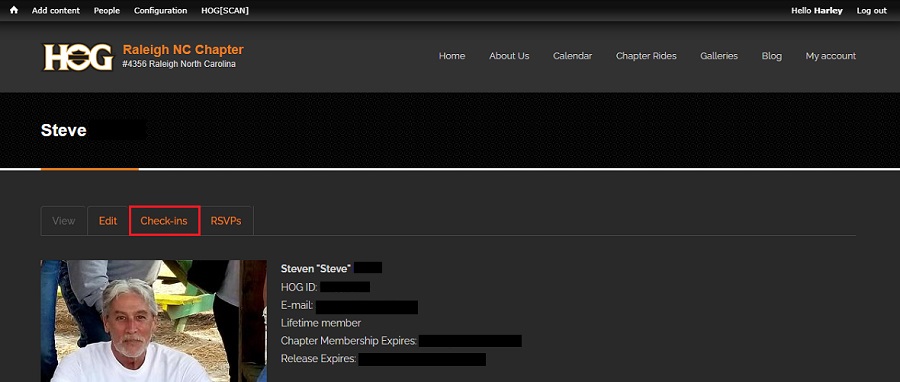 Add content People Configuration HOG[SCAN] Hello Harley Log out
HOG Raleigh NC Chapter
#4356 Raleigh North Carolina
Home About Us Calendar Chapter Rides Galleries Blog My account
Steve
View Edit Check-ins RSVPs
Steven "Steve"
HOG ID:
E-mail:
Lifetime member
Chapter Membership Expires:
Release Expires: